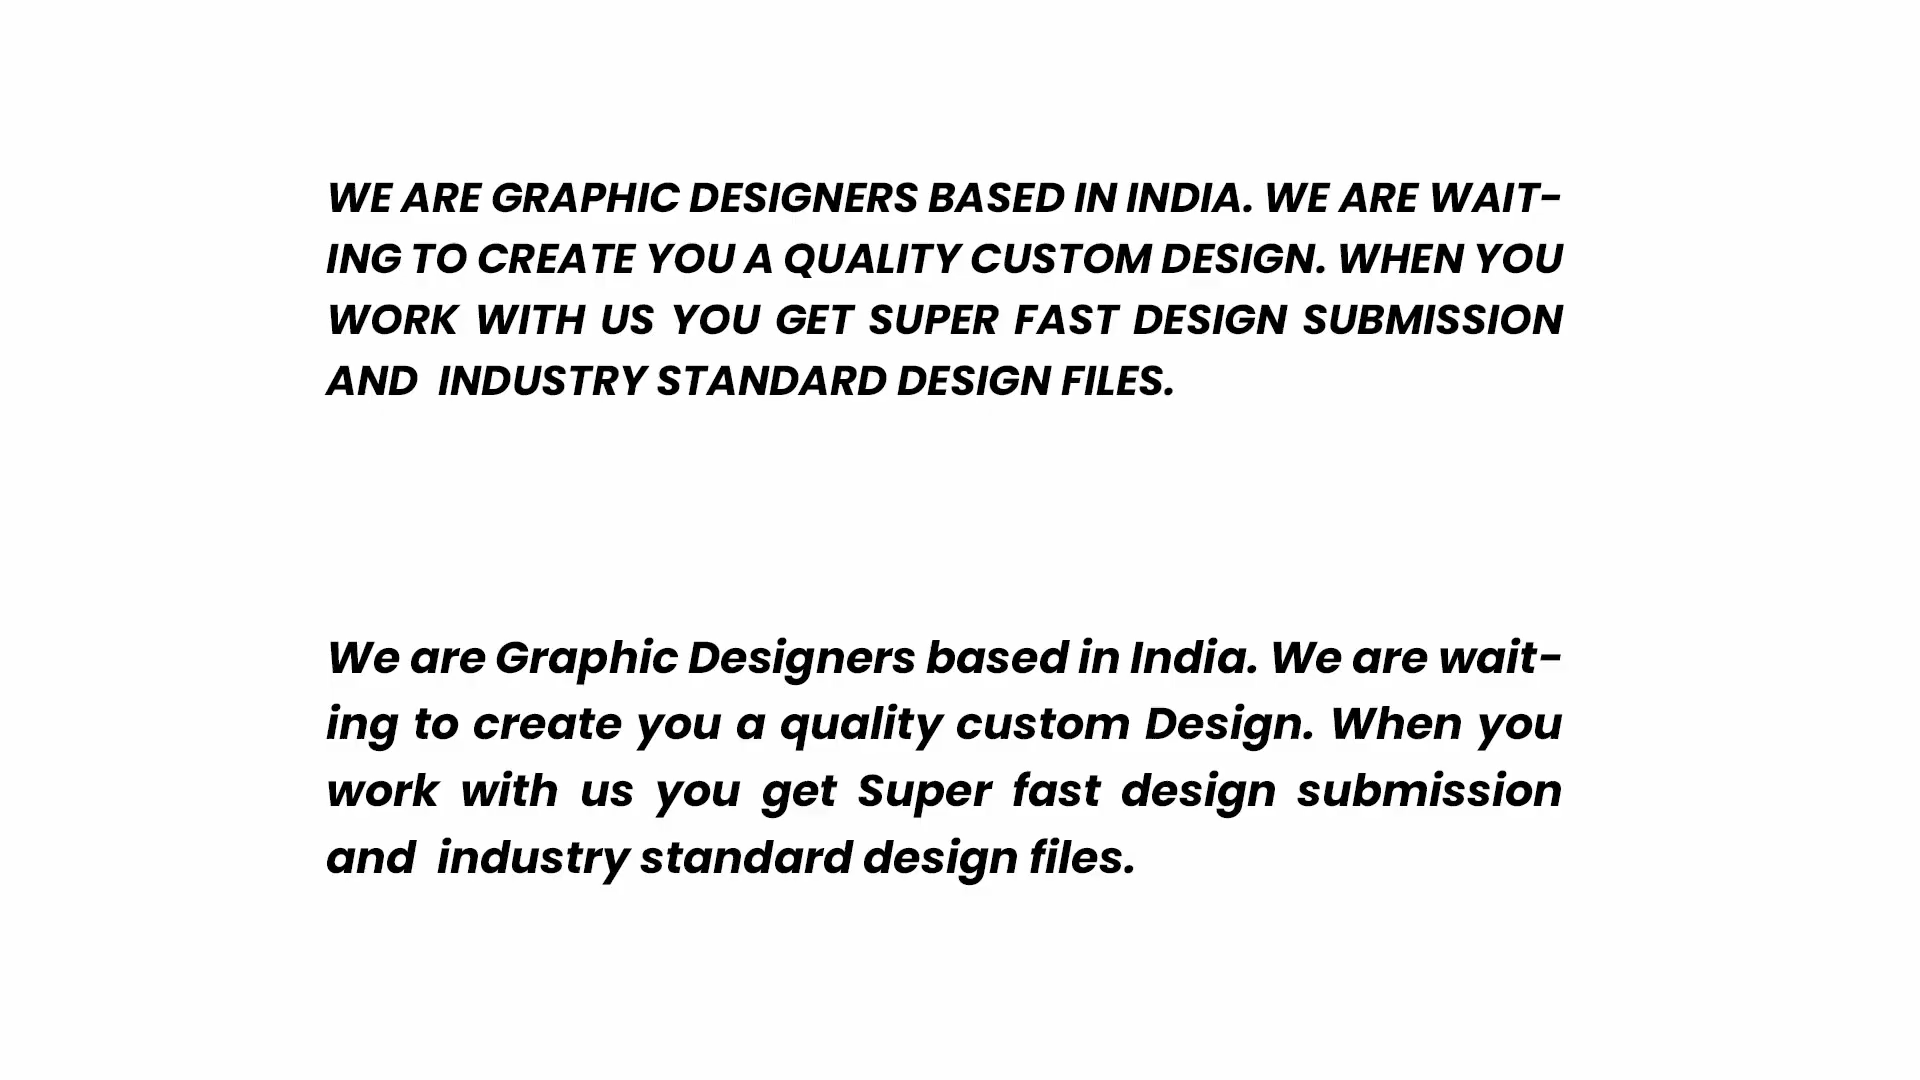 WE ARE GRAPHIC DESIGNERS BASED IN INDIA. WE ARE WAIT-
ING TO CREATE YOU A QUALITY CUSTOM DESIGN. WHEN YOU
WORK WITH US YOU GET SUPER FAST DESIGN SUBMISSION
AND  INDUSTRY STANDARD DESIGN FILES.
We are Graphic Designers based in India. We are wait-
ing to create you a quality custom Design. When you
work with us you get Super fast design submission
and  industry standard design files.